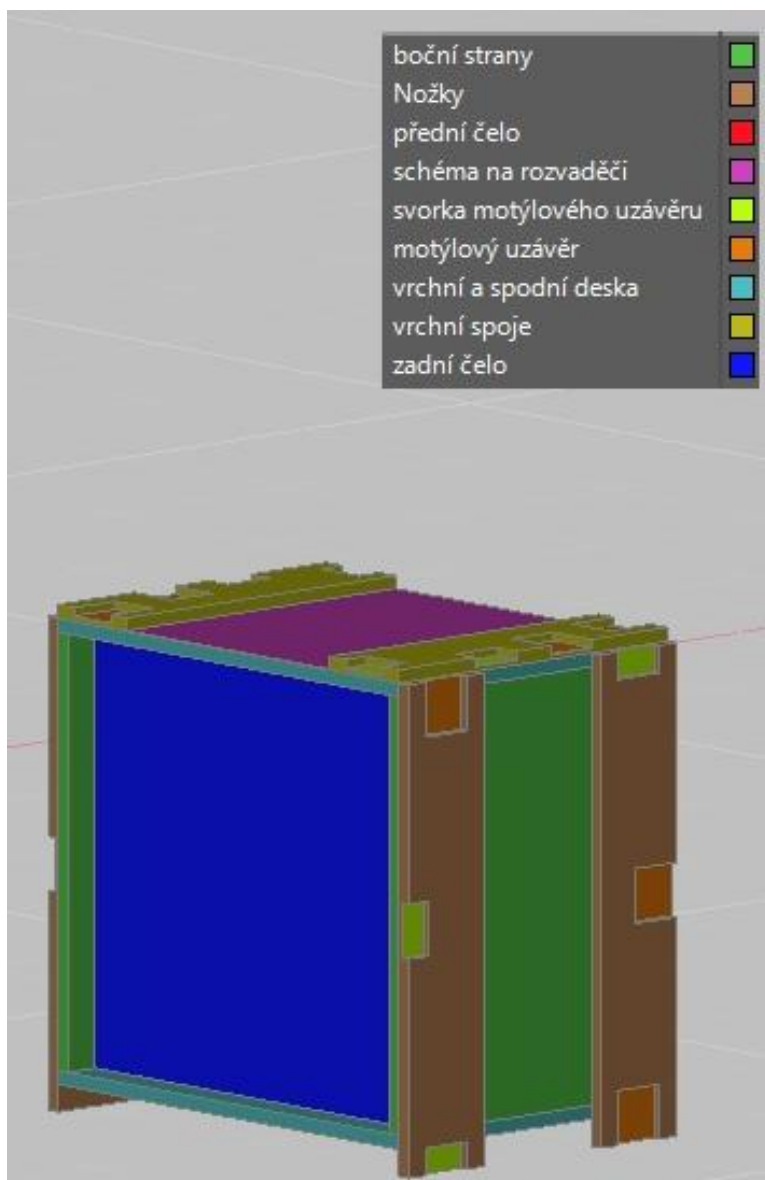 boční strany
Nožky
přední čelo
schéma na rozvaděči
svorka motýlového uzávěru
motýlový uzávěr
vrchní a spodní deska
vrchní spoje
zadní čelo